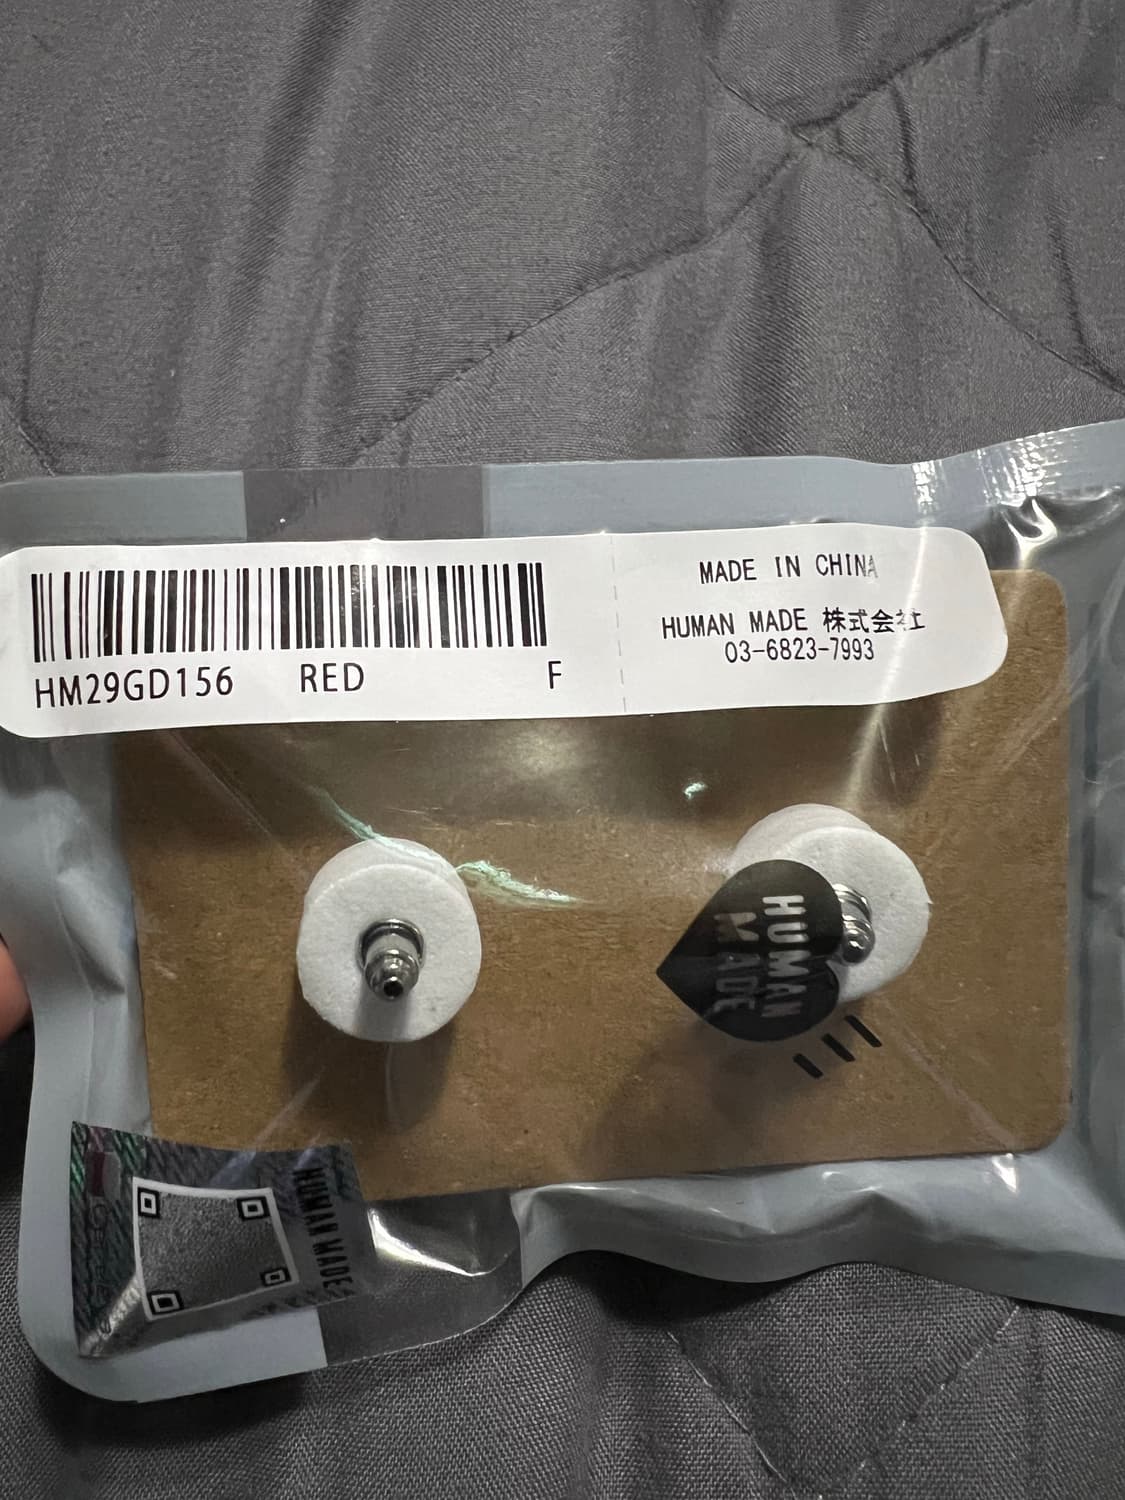 MADE IN CHINA
HUMAN MADE 株式会社
03-6823-7993
HM29GD156 RED F
HUMAN
MADE
HUMAN MADE